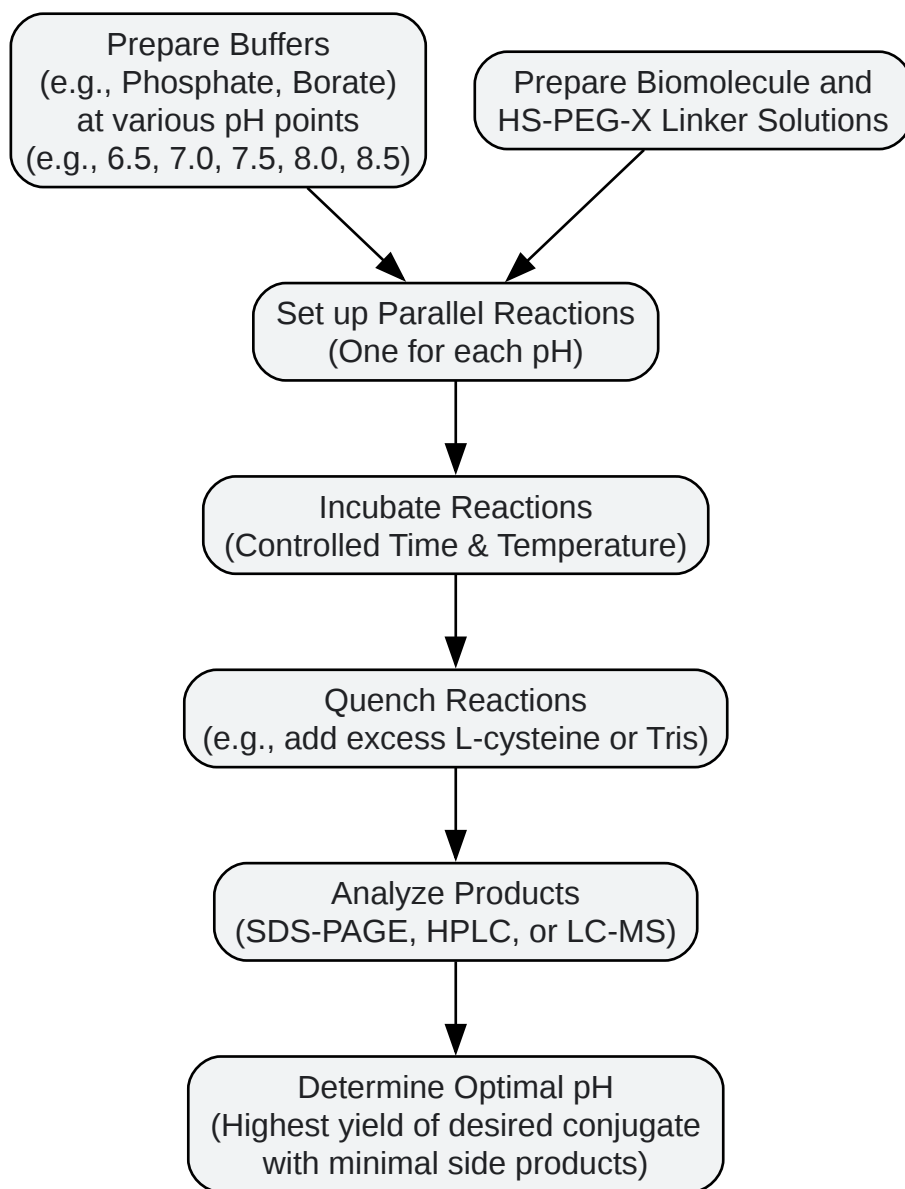 Prepare Buffers
(e.g., Phosphate, Borate)
at various pH points
(e.g., 6.5, 7.0, 7.5, 8.0, 8.5)
Prepare Biomolecule and
HS-PEG-X Linker Solutions
Set up Parallel Reactions
(One for each pH)
Incubate Reactions
(Controlled Time & Temperature)
Quench Reactions
(e.g., add excess L-cysteine or Tris)
Analyze Products
(SDS-PAGE, HPLC, or LC-MS)
Determine Optimal pH
(Highest yield of desired conjugate
with minimal side products)